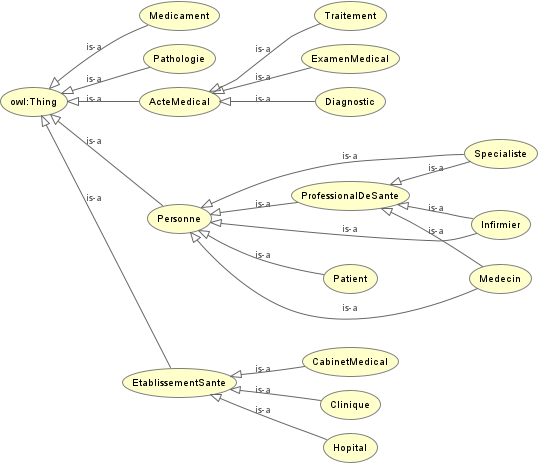 Medicament
Traitement
is-a
is-a
Pathologie
ExamenMedical
is-a
is-a
owl:Thing
is-a
ActeMedical
is-a
Diagnostic
is-a
is-a
Specialiste
is-a
ProfessionalDeSante
is-a
is-a
is-a
Personne
is-a
Infirmier
is-a
is-a
Patient
Medecin
is-a
CabinetMedical
is-a
EtablissementSante
is-a
Clinique
is-a
Hopital